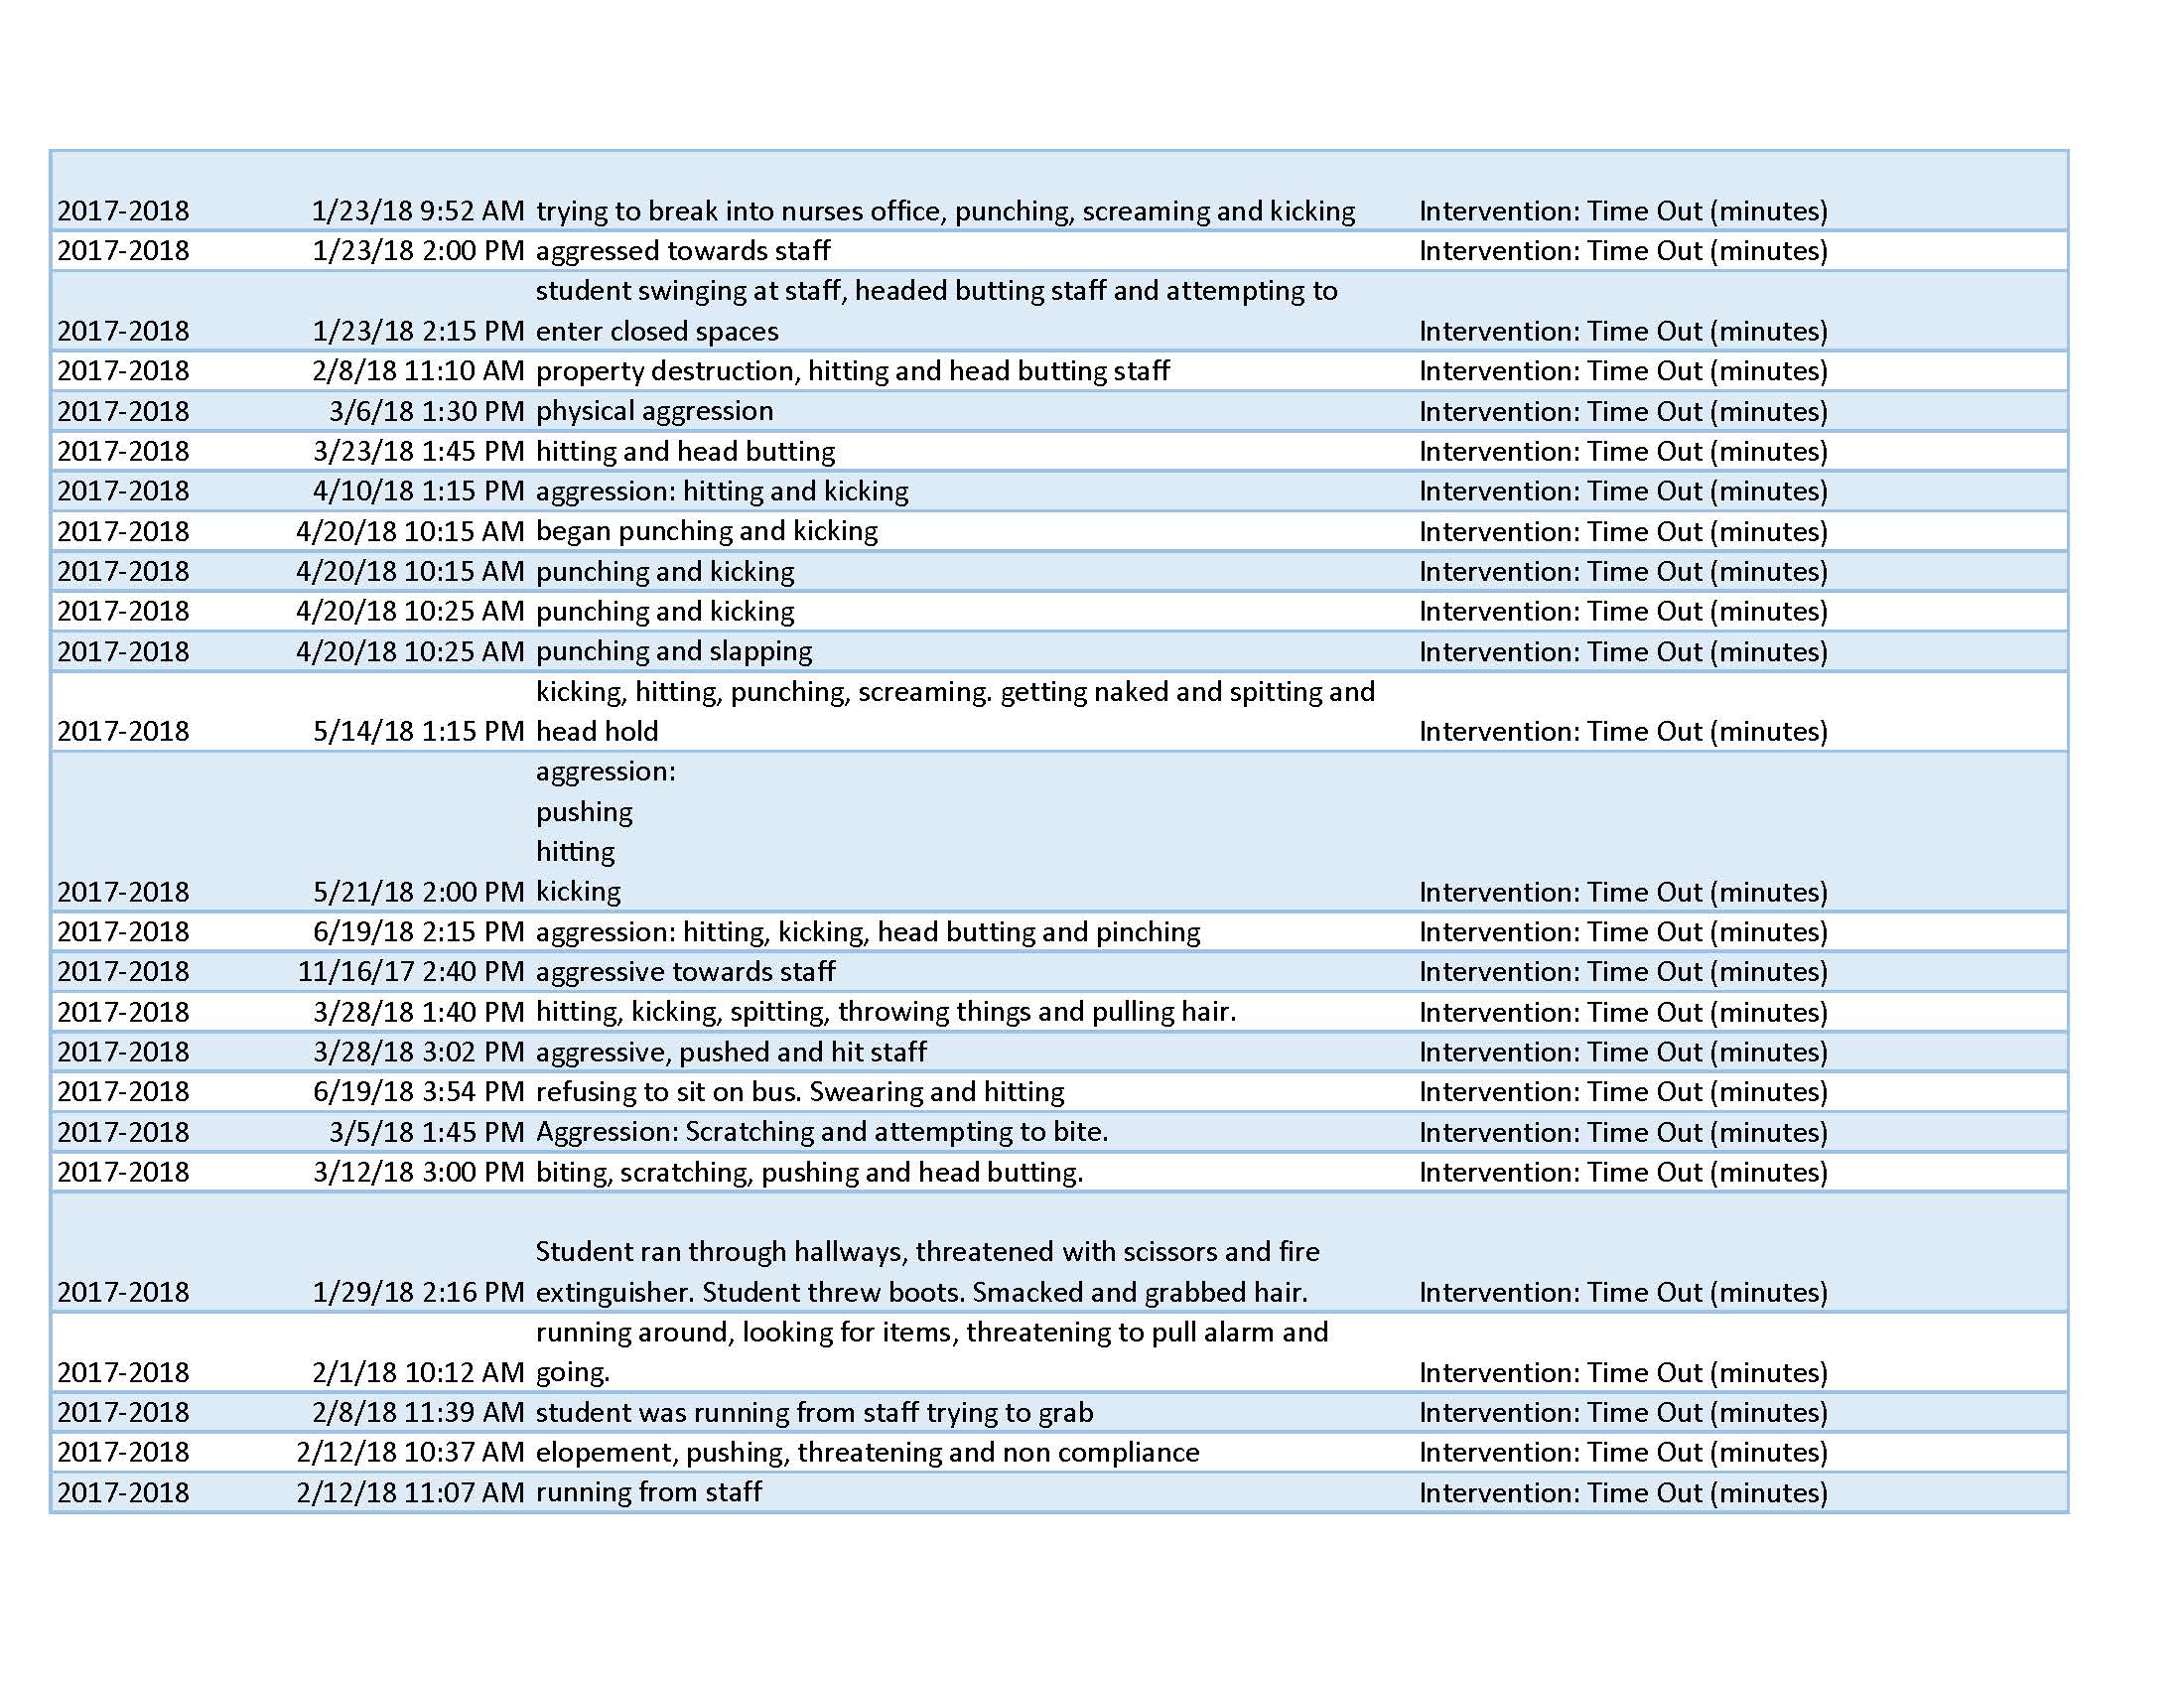 2017-2018 1/23/18 9:52 AM trying to break into nurses office, punching, screaming and kicking Intervention: Time Out (minutes)
2017-2018 1/23/18 2:00 PM aggressed towards staff Intervention: Time Out (minutes)
student swinging at staff, headed butting staff and attempting to
2017-2018 1/23/18 2:15 PM enter closed spaces Intervention: Time Out (minutes)
2017-2018 2/8/18 11:10 AM property destruction, hitting and head butting staff Intervention: Time Out (minutes)
2017-2018 3/6/18 1:30 PM physical aggression Intervention: Time Out (minutes)
2017-2018 3/23/18 1:45 PM hitting and head butting Intervention: Time Out (minutes)
2017-2018 4/10/18 1:15 PM aggression: hitting and kicking Intervention: Time Out (minutes)
2017-2018 4/20/18 10:15 AM began punching and kicking Intervention: Time Out (minutes)
2017-2018 4/20/18 10:15 AM punching and kicking Intervention: Time Out (minutes)
2017-2018 4/20/18 10:25 AM punching and kicking Intervention: Time Out (minutes)
2017-2018 4/20/18 10:25 AM punching and slapping Intervention: Time Out (minutes)
kicking, hitting, punching, screaming. getting naked and spitting and
2017-2018 5/14/18 1:15 PM head hold Intervention: Time Out (minutes)
aggression:
pushing
hitting
2017-2018 5/21/18 2:00 PM kicking Intervention: Time Out (minutes)
2017-2018 6/19/18 2:15 PM aggression: hitting, kicking, head butting and pinching Intervention: Time Out (minutes)
2017-2018 11/16/17 2:40 PM aggressive towards staff Intervention: Time Out (minutes)
2017-2018 3/28/18 1:40 PM hitting, kicking, spitting, throwing things and pulling hair. Intervention: Time Out (minutes)
2017-2018 3/28/18 3:02 PM aggressive, pushed and hit staff Intervention: Time Out (minutes)
2017-2018 6/19/18 3:54 PM refusing to sit on bus. Swearing and hitting Intervention: Time Out (minutes)
2017-2018 3/5/18 1:45 PM Aggression: Scratching and attempting to bite. Intervention: Time Out (minutes)
2017-2018 3/12/18 3:00 PM biting, scratching, pushing and head butting. Intervention: Time Out (minutes)
Student ran through hallways, threatened with scissors and fire
2017-2018 1/29/18 2:16 PM extinguisher. Student threw boots. Smacked and grabbed hair. Intervention: Time Out (minutes)
running around, looking for items, threatening to pull alarm and
2017-2018 2/1/18 10:12 AM going. Intervention: Time Out (minutes)
2017-2018 2/8/18 11:39 AM student was running from staff trying to grab Intervention: Time Out (minutes)
2017-2018 2/12/18 10:37 AM elopement, pushing, threatening and non compliance Intervention: Time Out (minutes)
2017-2018 2/12/18 11:07 AM running from staff Intervention: Time Out (minutes)